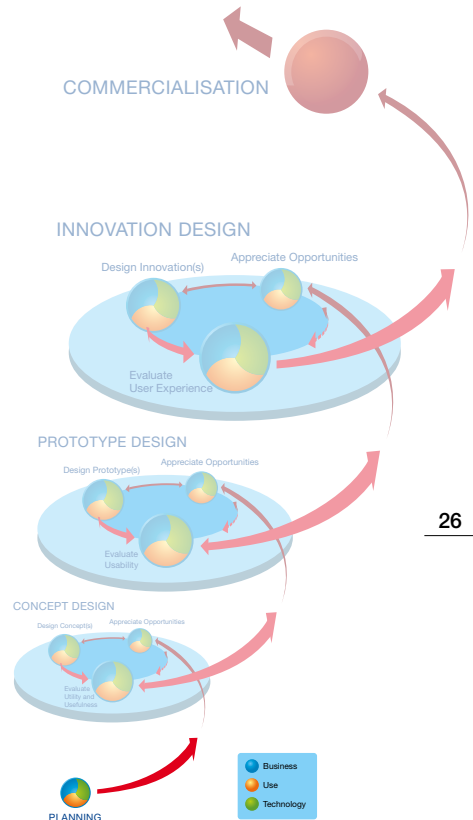 COMMERCIALISATION
INNOVATION DESIGN
Appreciate Opportunities
Design Innovation(s)
Evaluate
User Experience
PROTOTYPE DESIGN
Appreciate Opportunities
Design Prototype(s)
26
Evaluate
Usability
CONCEPT DESIGN
Design Concept(s)
Appreciate Opportunities
Evaluate
Utility and
Usefulness
Business
Use
Technology
PLANNING